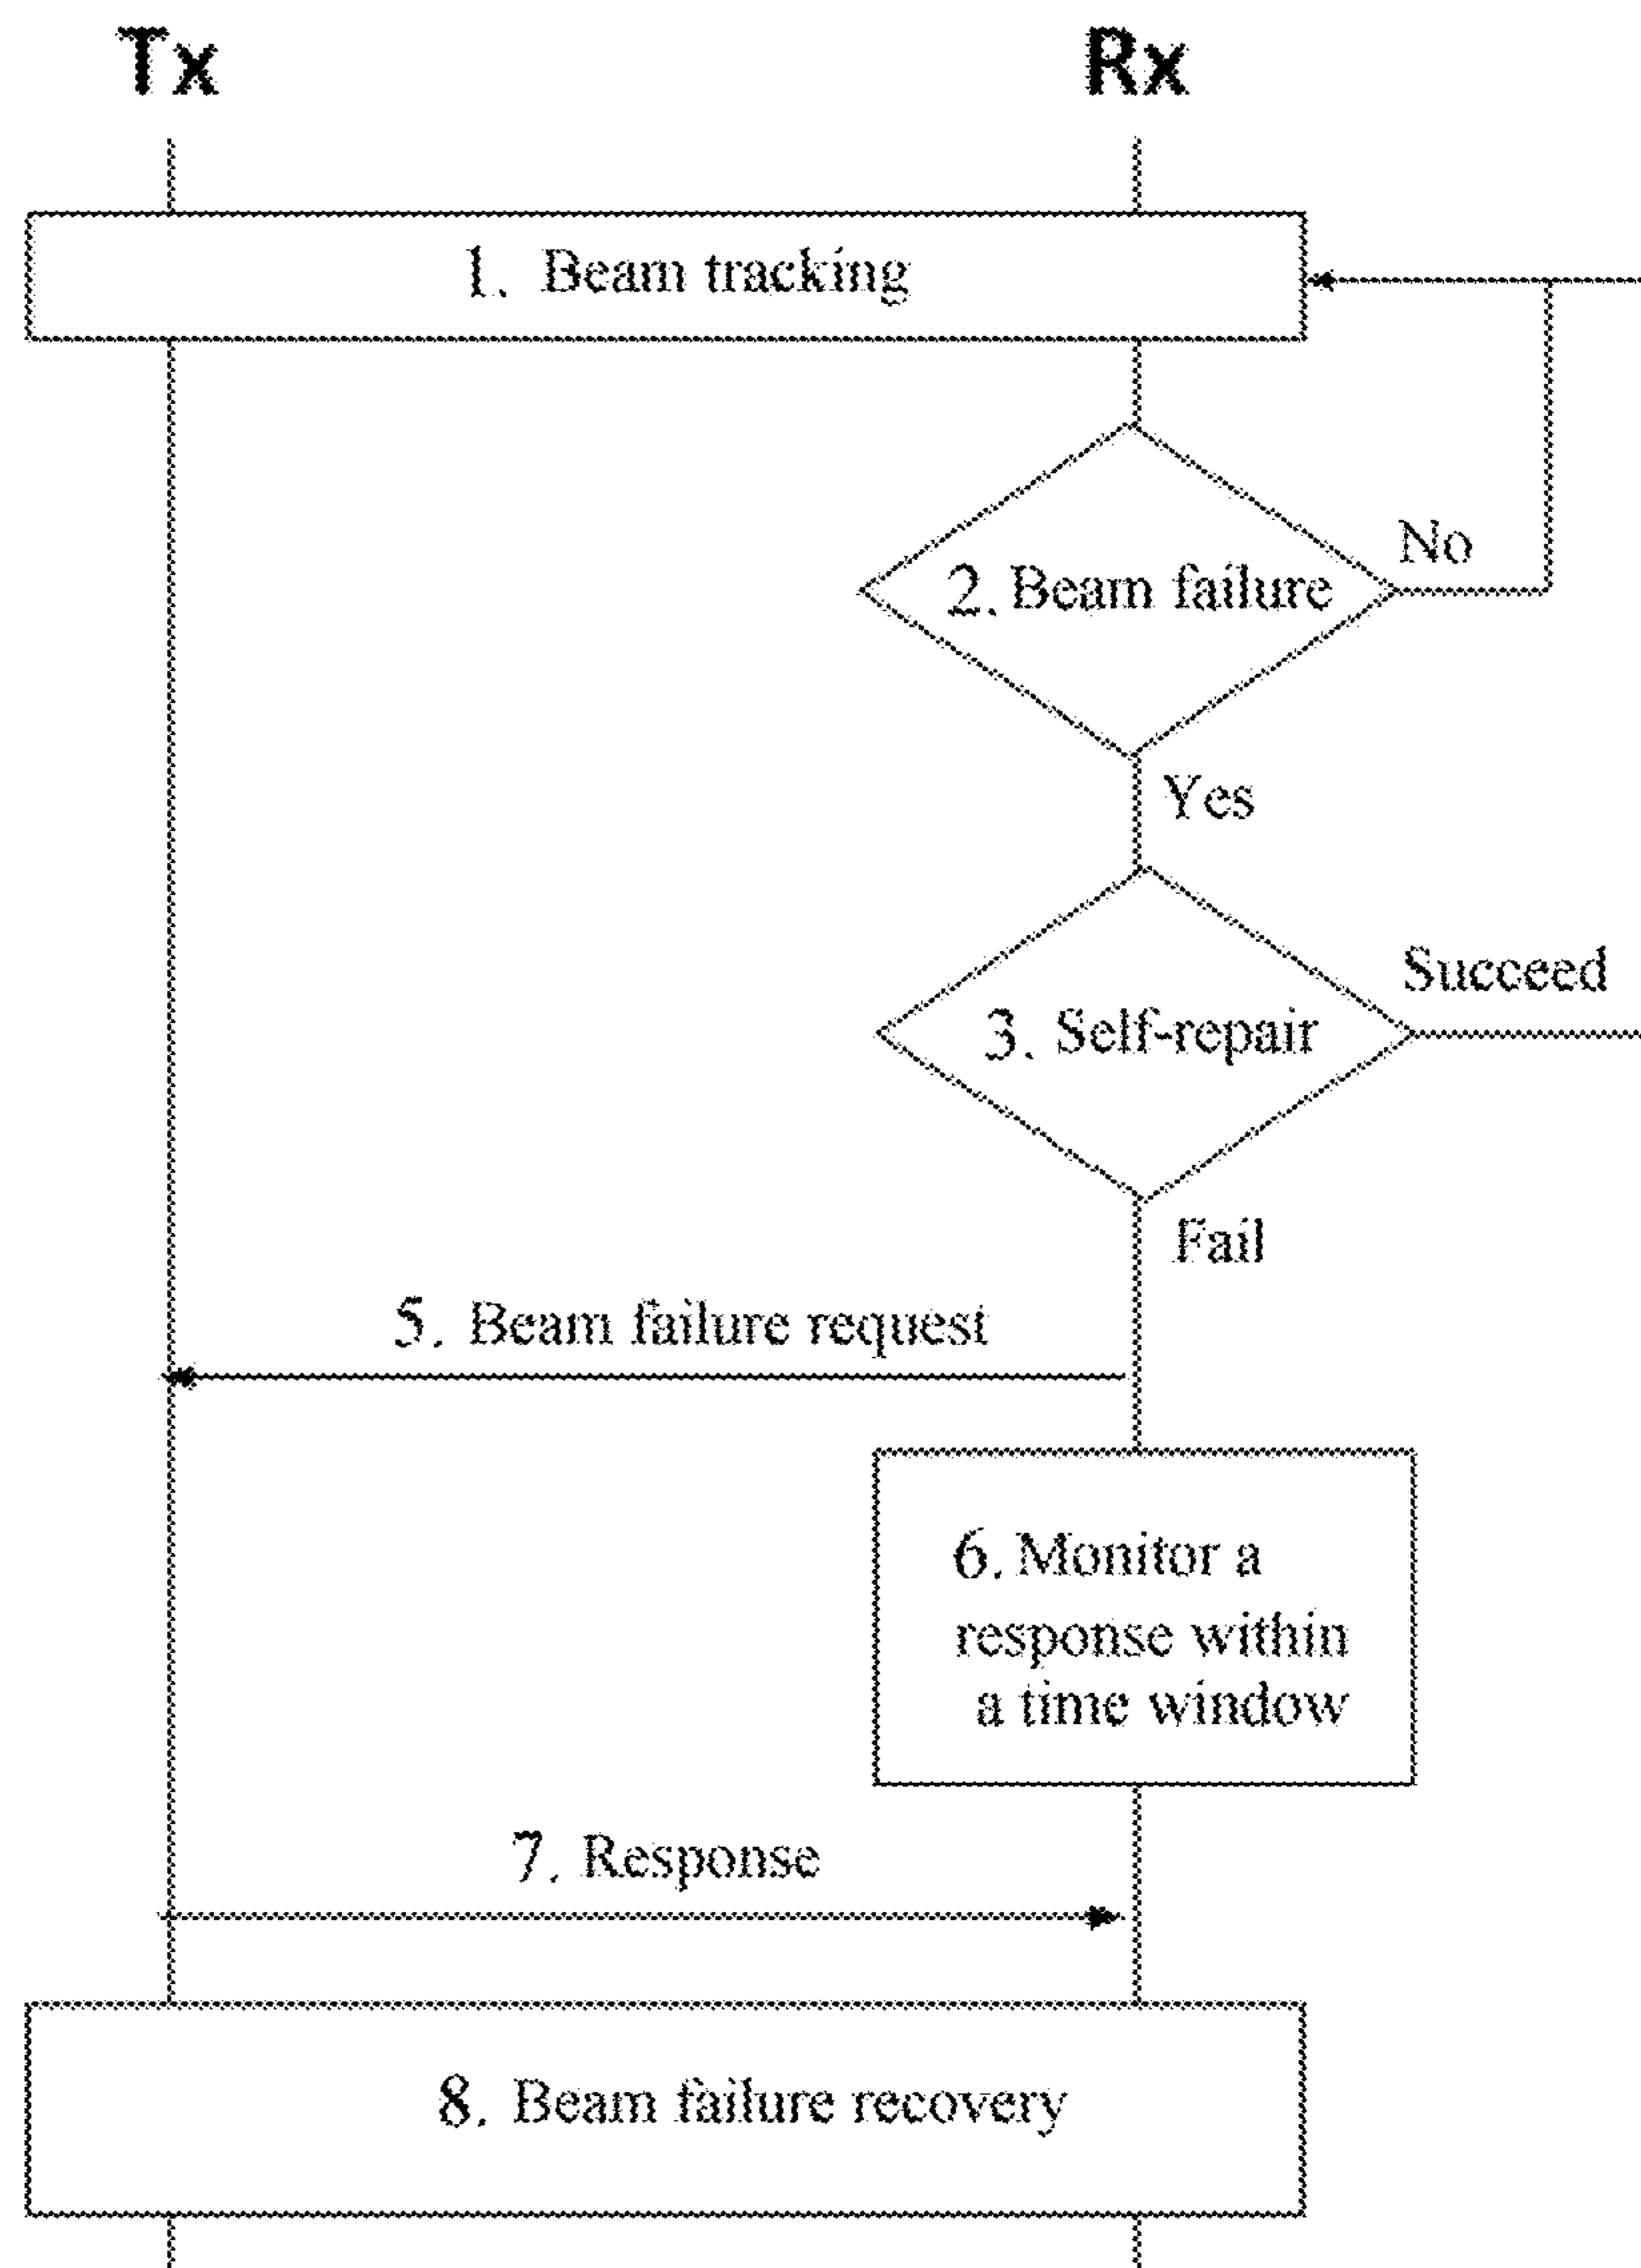 Tx
Rx
1. Beam tracking
No
2. Beam failure
Yes
Succeed
3. Self-repair
Fail
5. Beam failure request
6. Monitor a
response within
a time window
7. Response
8. Beam failure recovery